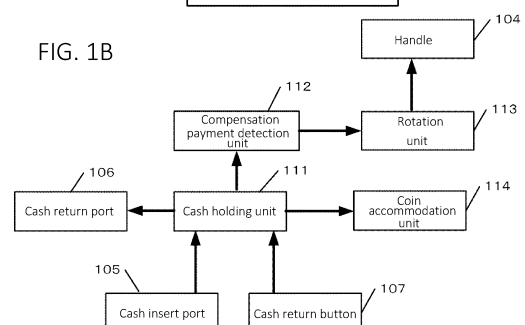 104
Handle
FIG. 1B
112
Compensation
payment detection
unit
Rotation
unit
113
106
111
114
Cash return port
Cash holding unit
Coin
accommodation
unit
105
107
Cash insert port
Cash return button